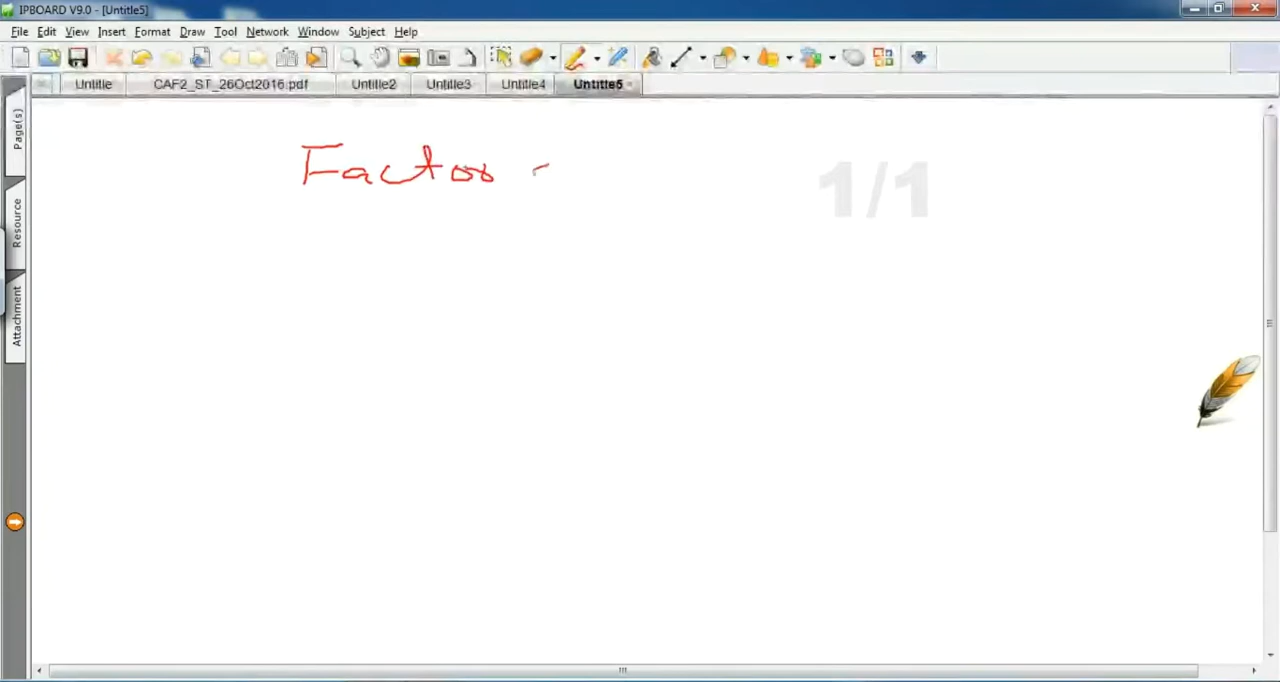 IPBOARD V9.0 - [Untitle5]
File Edit View Insert Format Draw Tool Network Window Subject Help
Untitle CAF2_ST_26Oct2016.pdf Untitle2 Untitle3 Untitle4 Untitle5
Page(s)
Resource
Attachment
Factor
1/1